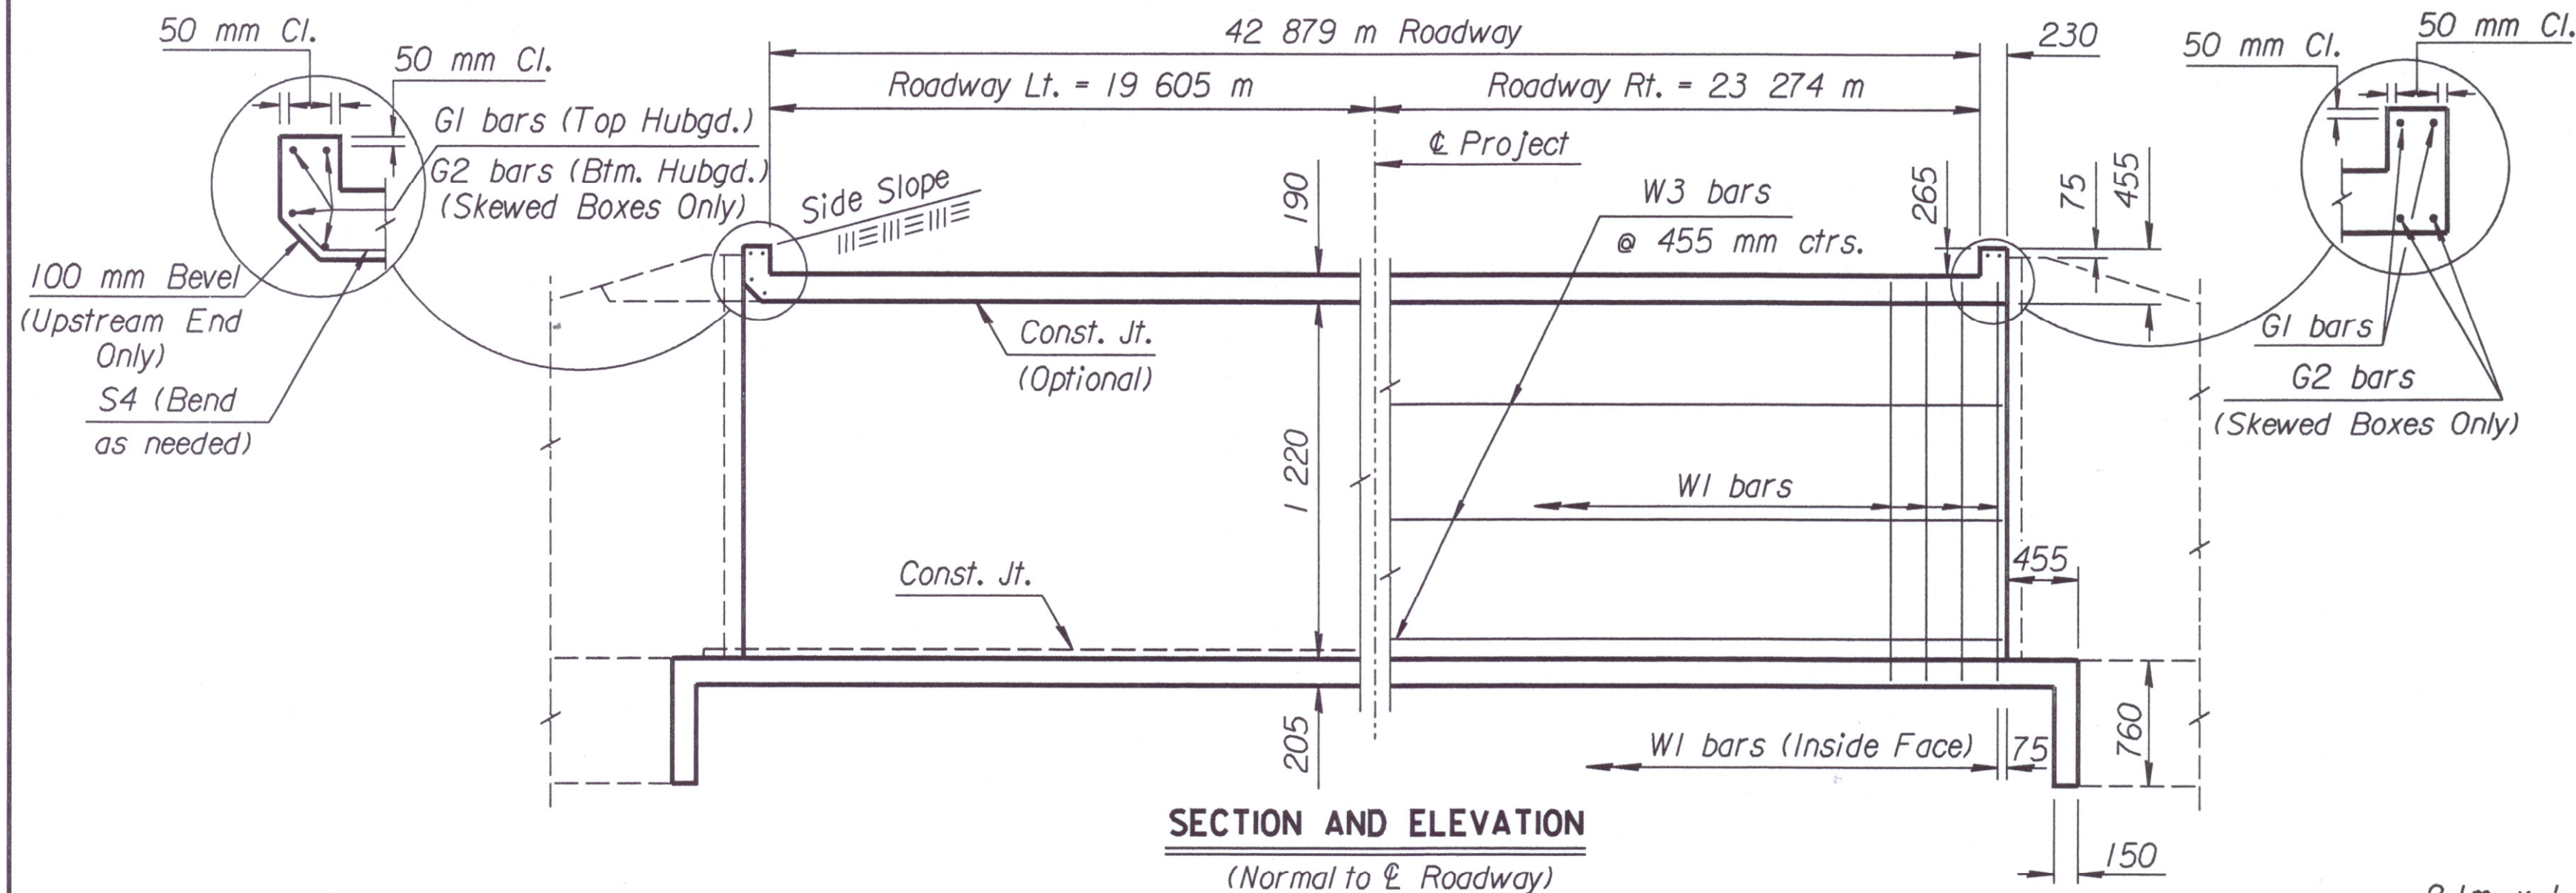 50 mm Cl.
50 mm Cl.
G1 bars (Top Hubgd.)
G2 bars (Btm. Hubgd.)
(Skewed Boxes Only)
100 mm Bevel
(Upstream End
Only)
S4 (Bend
as needed)
Side Slope
42 879 m Roadway
230
Roadway Lt. = 19 605 m
Roadway Rt. = 23 274 m
℄ Project
190
W3 bars
@ 455 mm ctrs.
265
75
455
50 mm Cl.
50 mm Cl.
G1 bars
G2 bars
(Skewed Boxes Only)
Const. Jt.
(Optional)
1 220
W1 bars
455
Const. Jt.
205
W1 bars (Inside Face)
75
760
150
SECTION AND ELEVATION
(Normal to ℄ Roadway)